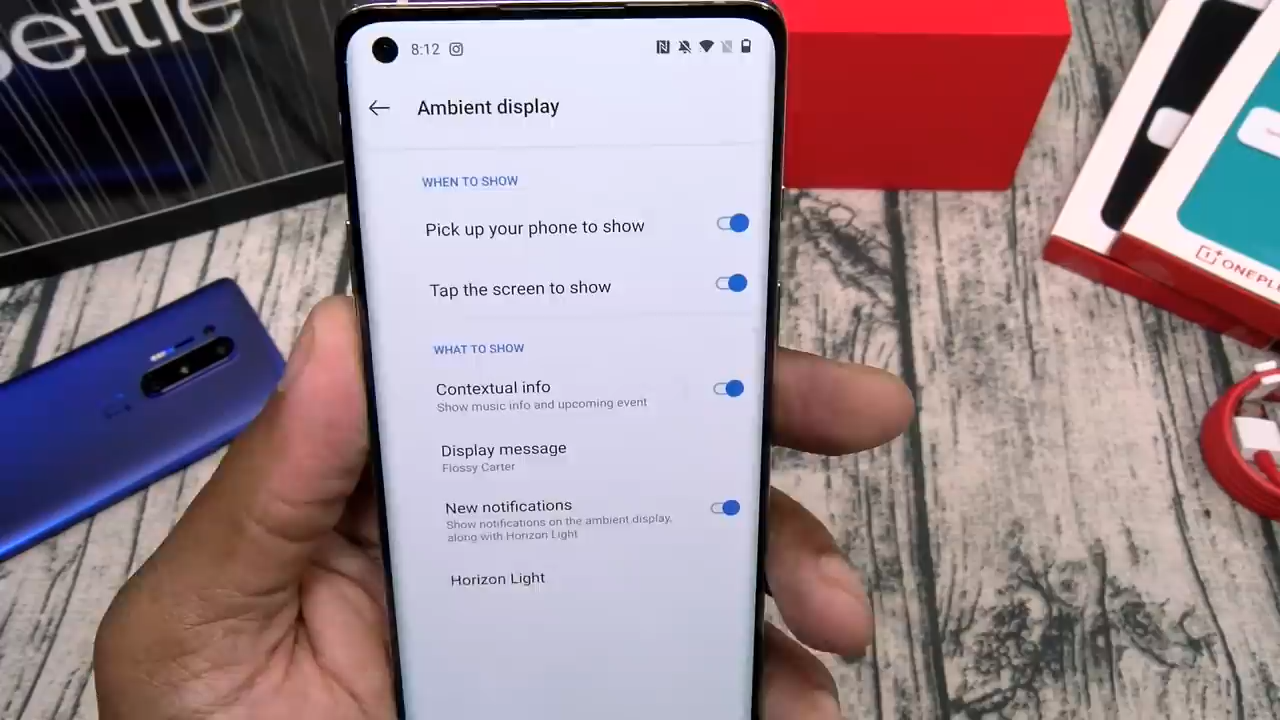 settle
8:12
Ambient display
WHEN TO SHOW
Pick up your phone to show
Tap the screen to show
WHAT TO SHOW
Contextual info
Show music info and upcoming event
Display message
Flossy Carter
New notifications
Show notifications on the ambient display,
along with Horizon Light
Horizon Light
ONEPL